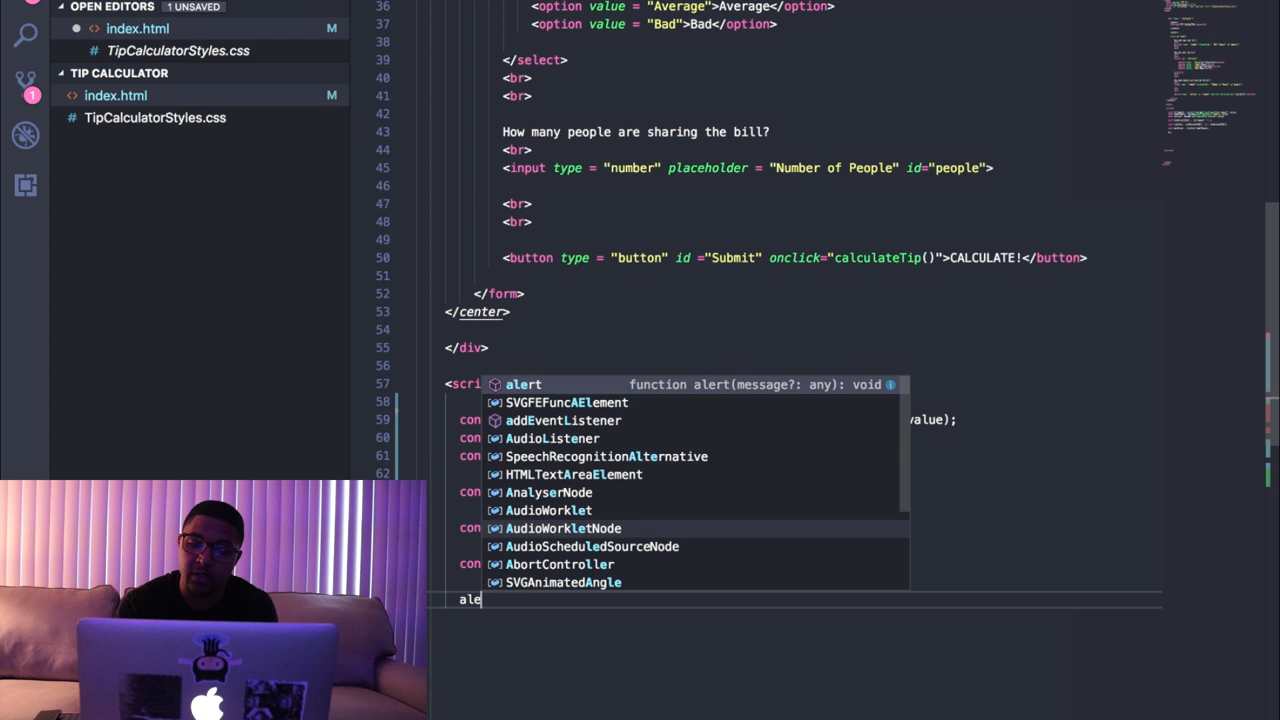 OPEN EDITORS 1 UNSAVED
index.html M
TipCalculatorStyles.css
TIP CALCULATOR
index.html M
TipCalculatorStyles.css
1
36 <option value = "Average">Average</option>
37 <option value = "Bad">Bad</option>
38
39 </select>
40 <br>
41 <br>
42
43 How many people are sharing the bill?
44 <br>
45 <input type = "number" placeholder = "Number of People" id="people">
46
47 <br>
48 <br>
49
50 <button type = "button" id ="Submit" onclick="calculateTip()">CALCULATE!</button>
51
52 </form>
53 </center>
54
55 </div>
56
57 <scri
58
59 con value);
60 con
61 con
62
con
con
con
ale
alert function alert(message?: any): void
SVGFEFuncAElement
addEventListener
AudioListener
SpeechRecognitionAlternative
HTMLTextAreaElement
AnalyserNode
AudioWorklet
AudioWorkletNode
AudioScheduledSourceNode
AbortController
SVGAnimatedAngle